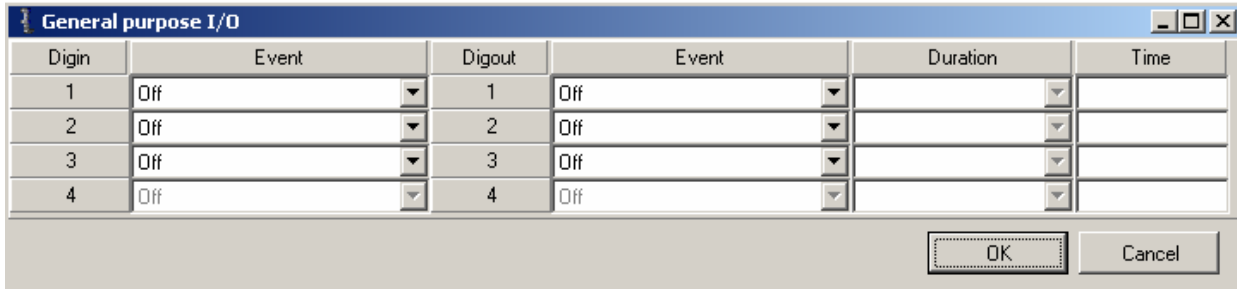 General purpose I/O
Digin Event Digout Event Duration Time
1 Off 1 Off
2 Off 2 Off
3 Off 3 Off
4 Off 4 Off
OK Cancel